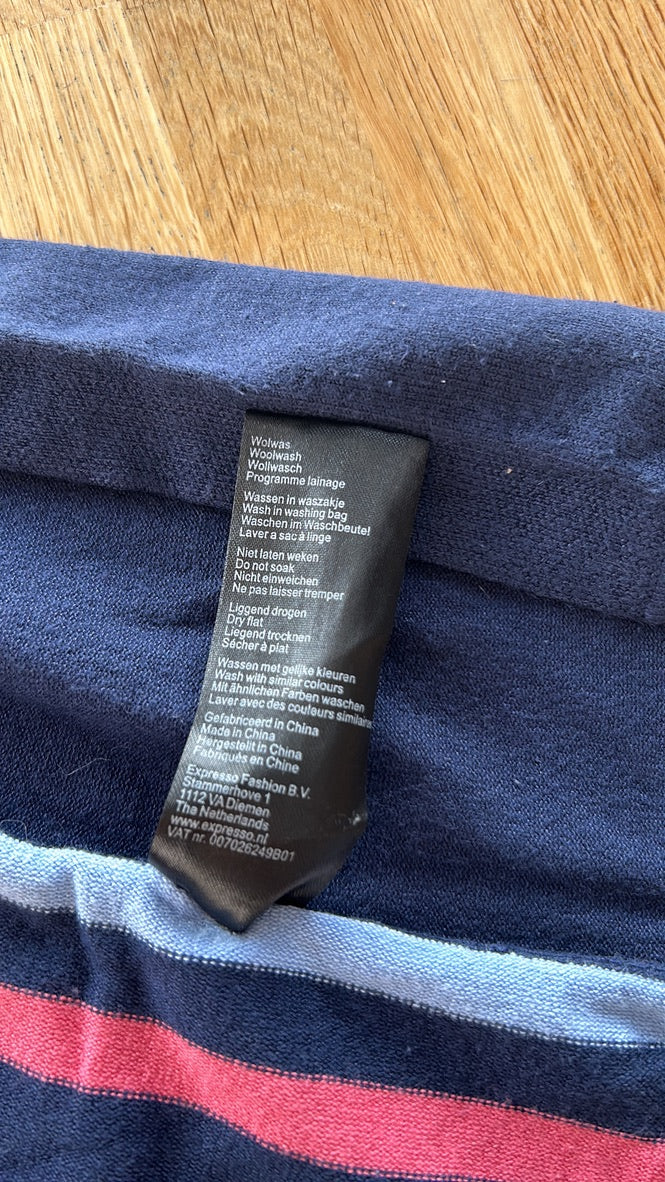 Wolwas
Woolwash
Wollwasch
Programme lainage
Wassen in waszakje
Wash in washing bag
Waschen im Waschbeute!
Laver a sac à linge
Niet laten weken
Do not soak
Nicht einweichen
Ne pas laisser tremper
Liggend drogen
Dry flat
Liegend trocknen
Sécher à plat
Wassen met gelijke kleuren
Wash with similar colours
Mit ähnlichen Farben waschen
Laver avec des couleurs similaires
Gefabriceerd in China
Made in China
Hergestellt in China
Fabriqués en Chine
Expresso Fashion B.V.
Stammerhove 1
1112 VA Diemen
The Netherlands
www.expresso.nl
VAT nr. 007026249B01